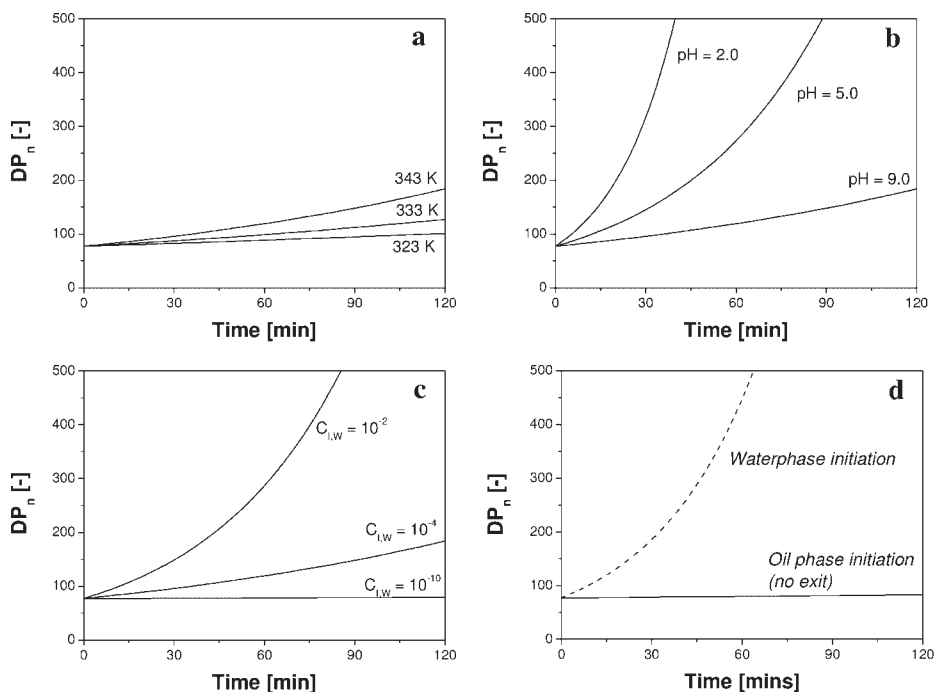 a
DPn [-]
500
400
300
200
100
0
343 K
333 K
323 K
0 30 60 90 120
Time [min]
b
DPn [-]
500
400
300
200
100
0
pH = 2.0
pH = 5.0
pH = 9.0
0 30 60 90 120
Time [min]
c
DPn [-]
500
400
300
200
100
0
C_I,W = 10^-2
C_I,W = 10^-4
C_I,W = 10^-10
0 30 60 90 120
Time [min]
d
DPn [-]
500
400
300
200
100
0
Waterphase initiation
Oil phase initiation
(no exit)
0 30 60 90 120
Time [mins]